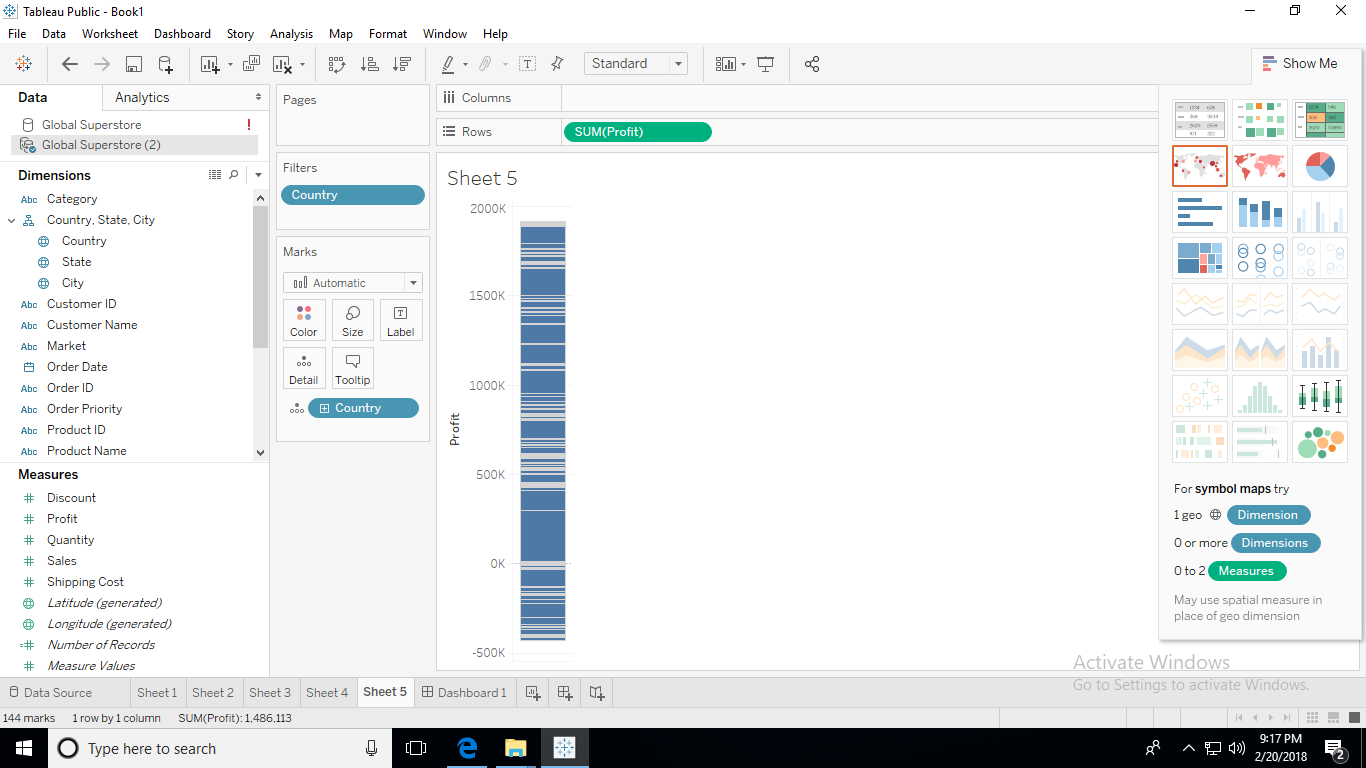 Tableau Public - Book1
File Data Worksheet Dashboard Story Analysis Map Format Window Help
Standard
Show Me
Data Analytics
Global Superstore !
Global Superstore (2)
Dimensions
Abc Category
Country, State, City
Country
State
City
Abc Customer ID
Abc Customer Name
Abc Market
Order Date
Abc Order ID
Abc Order Priority
Abc Product ID
Abc Product Name
Measures
# Discount
# Profit
# Quantity
# Sales
# Shipping Cost
Latitude (generated)
Longitude (generated)
=# Number of Records
# Measure Values
Pages
Filters
Country
Marks
Automatic
Color Size Label
Detail Tooltip
Country
Columns
Rows SUM(Profit)
Sheet 5
2000K
1500K
1000K
500K
0K
-500K
Profit
For symbol maps try
1 geo Dimension
0 or more Dimensions
0 to 2 Measures
May use spatial measure in
place of geo dimension
Activate Windows
Go to Settings to activate Windows.
Data Source Sheet 1 Sheet 2 Sheet 3 Sheet 4 Sheet 5 Dashboard 1
144 marks 1 row by 1 column SUM(Profit): 1,486,113
Type here to search
9:17 PM
2/20/2018
2